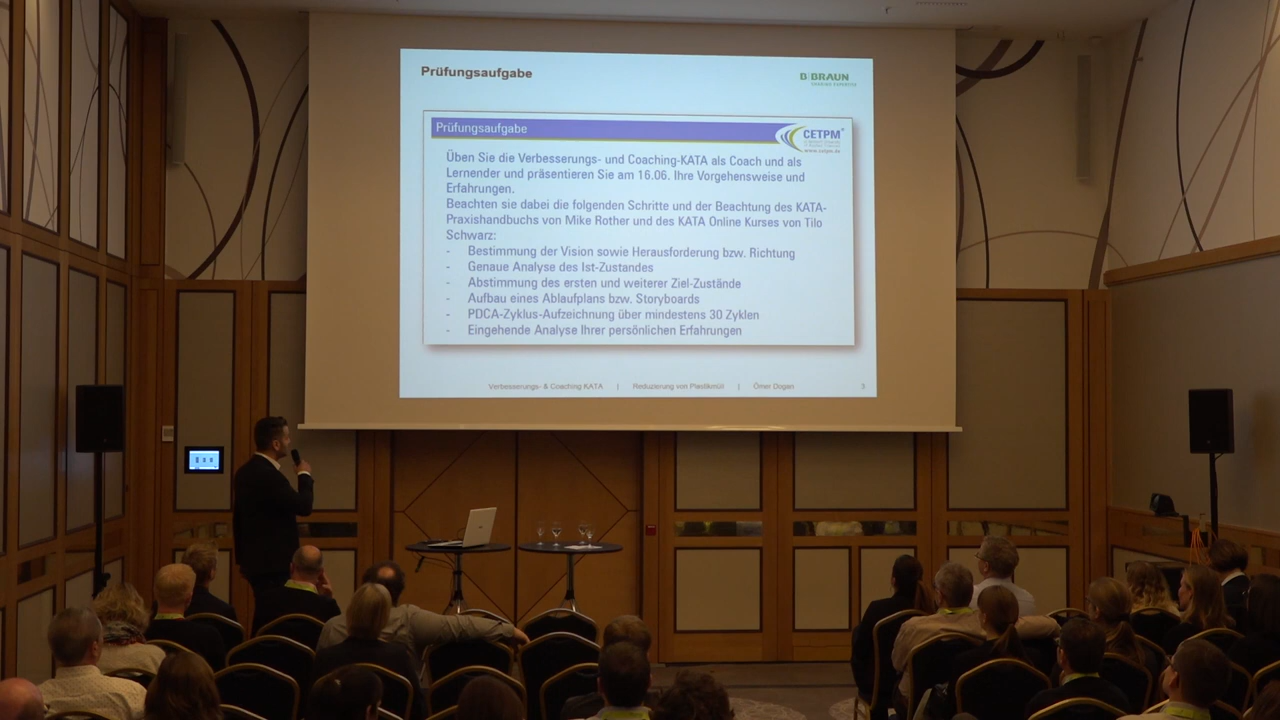 Prüfungsaufgabe
B|BRAUN
SHARING EXPERTISE
Prüfungsaufgabe
CETPM®
www.cetpm.de
Üben Sie die Verbesserungs- und Coaching-KATA als Coach und als
Lernender und präsentieren Sie am 16.06. Ihre Vorgehensweise und
Erfahrungen.
Beachten sie dabei die folgenden Schritte und der Beachtung des KATA-
Praxishandbuchs von Mike Rother und des KATA Online Kurses von Tilo
Schwarz:
- Bestimmung der Vision sowie Herausforderung bzw. Richtung
- Genaue Analyse des Ist-Zustandes
- Abstimmung des ersten und weiterer Ziel-Zustände
- Aufbau eines Ablaufplans bzw. Storyboards
- PDCA-Zyklus-Aufzeichnung über mindestens 30 Zyklen
- Eingehende Analyse Ihrer persönlichen Erfahrungen
Verbesserungs- & Coaching KATA | Reduzierung von Plastikmüll | Ömer Dogan 3